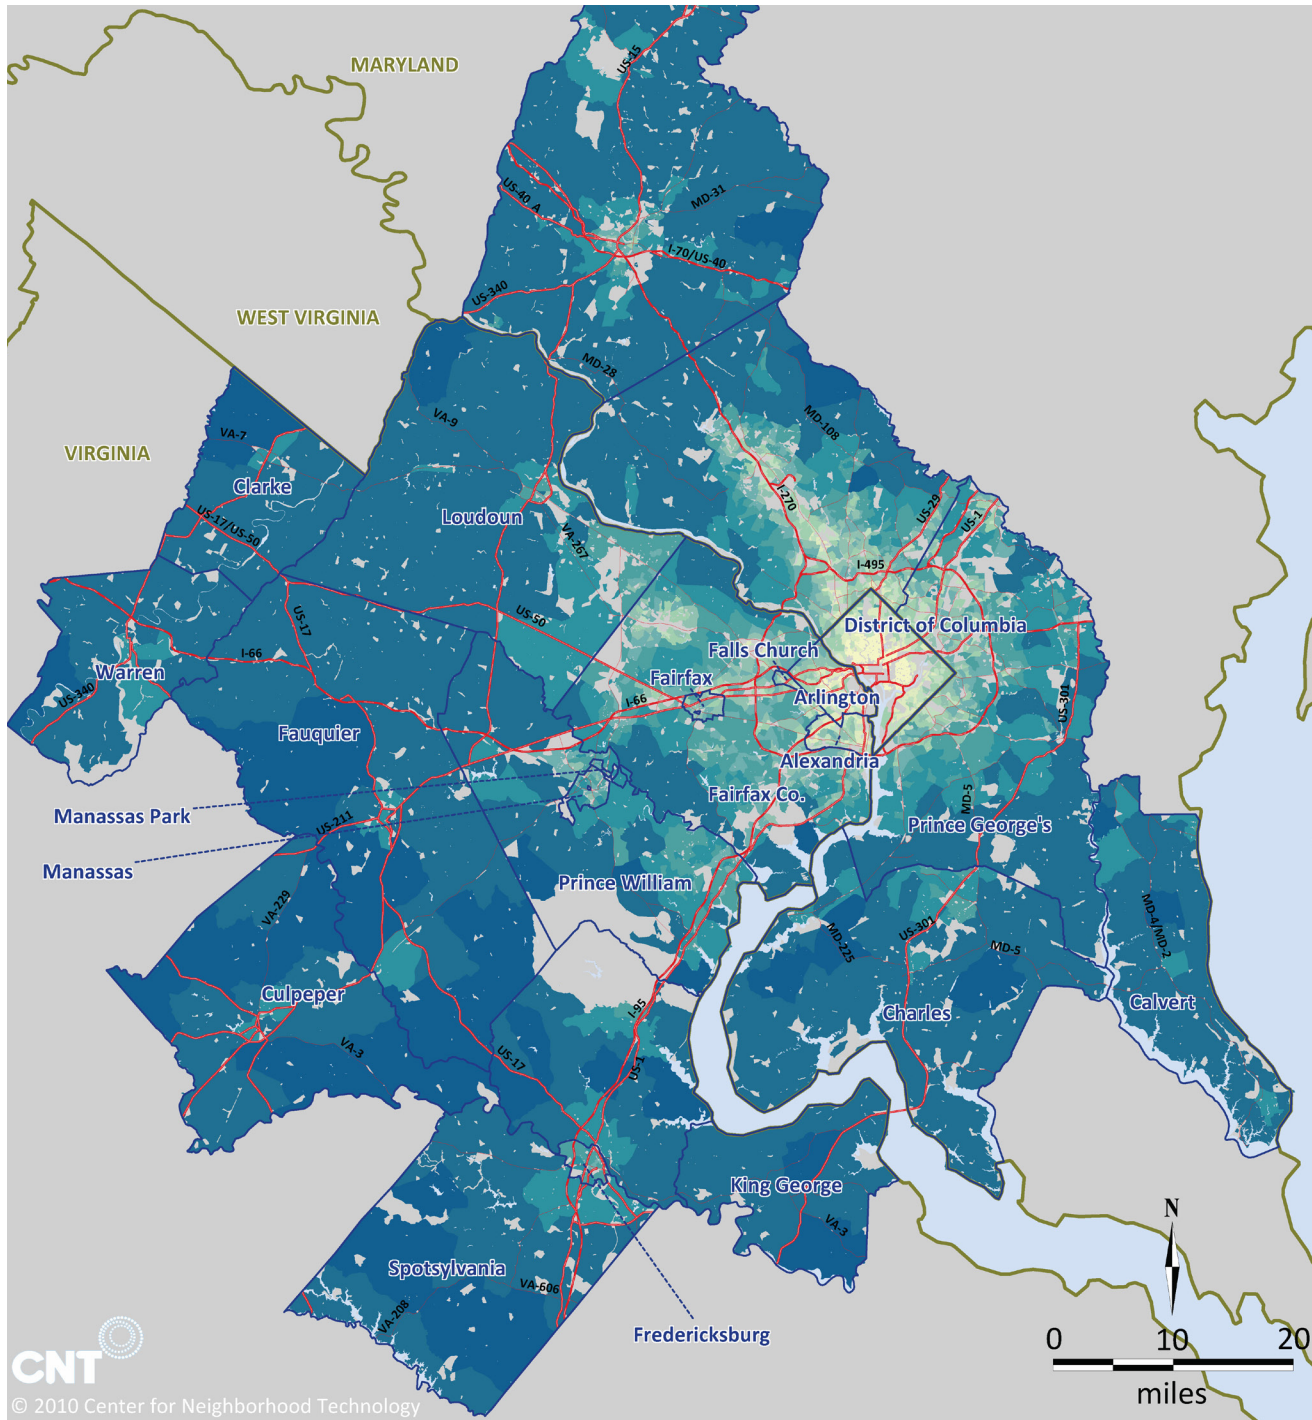 US-15
MARYLAND
US-40 A
MD-31
I-70/US-40
US-340
WEST VIRGINIA
MD-28
VA-9
MD-108
VA-7
VIRGINIA
Clarke
I-270
US-29
US-1
US-17/US-50
Loudoun
VA-267
I-495
US-50
US-17
District of Columbia
Falls Church
I-66
Warren
US-340
Fairfax
I-66
Arlington
US-301
Fauquier
Alexandria
Fairfax Co.
MD-5
Manassas Park
US-211
Prince George's
Manassas
Prince William
VA-229
US-301
MD-225
MD-5
MD-4/MD-2
Culpeper
I-95
Charles
Calvert
VA-3
US-17
US-1
King George
VA-3
N
Spotsylvania
VA-606
VA-208
Fredericksburg
0 10 20
miles
CNT
© 2010 Center for Neighborhood Technology